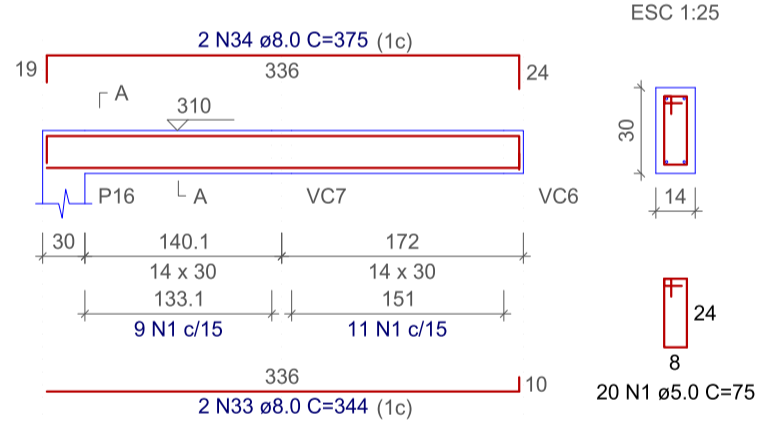 ESC 1:25
2 N34 ø8.0 C=375 (1c)
19
336
24
A
310
30
P16
A
VC7
VC6
14
30
140.1
172
14 x 30
14 x 30
133.1
151
9 N1 c/15
11 N1 c/15
24
8
20 N1 ø5.0 C=75
336
10
2 N33 ø8.0 C=344 (1c)